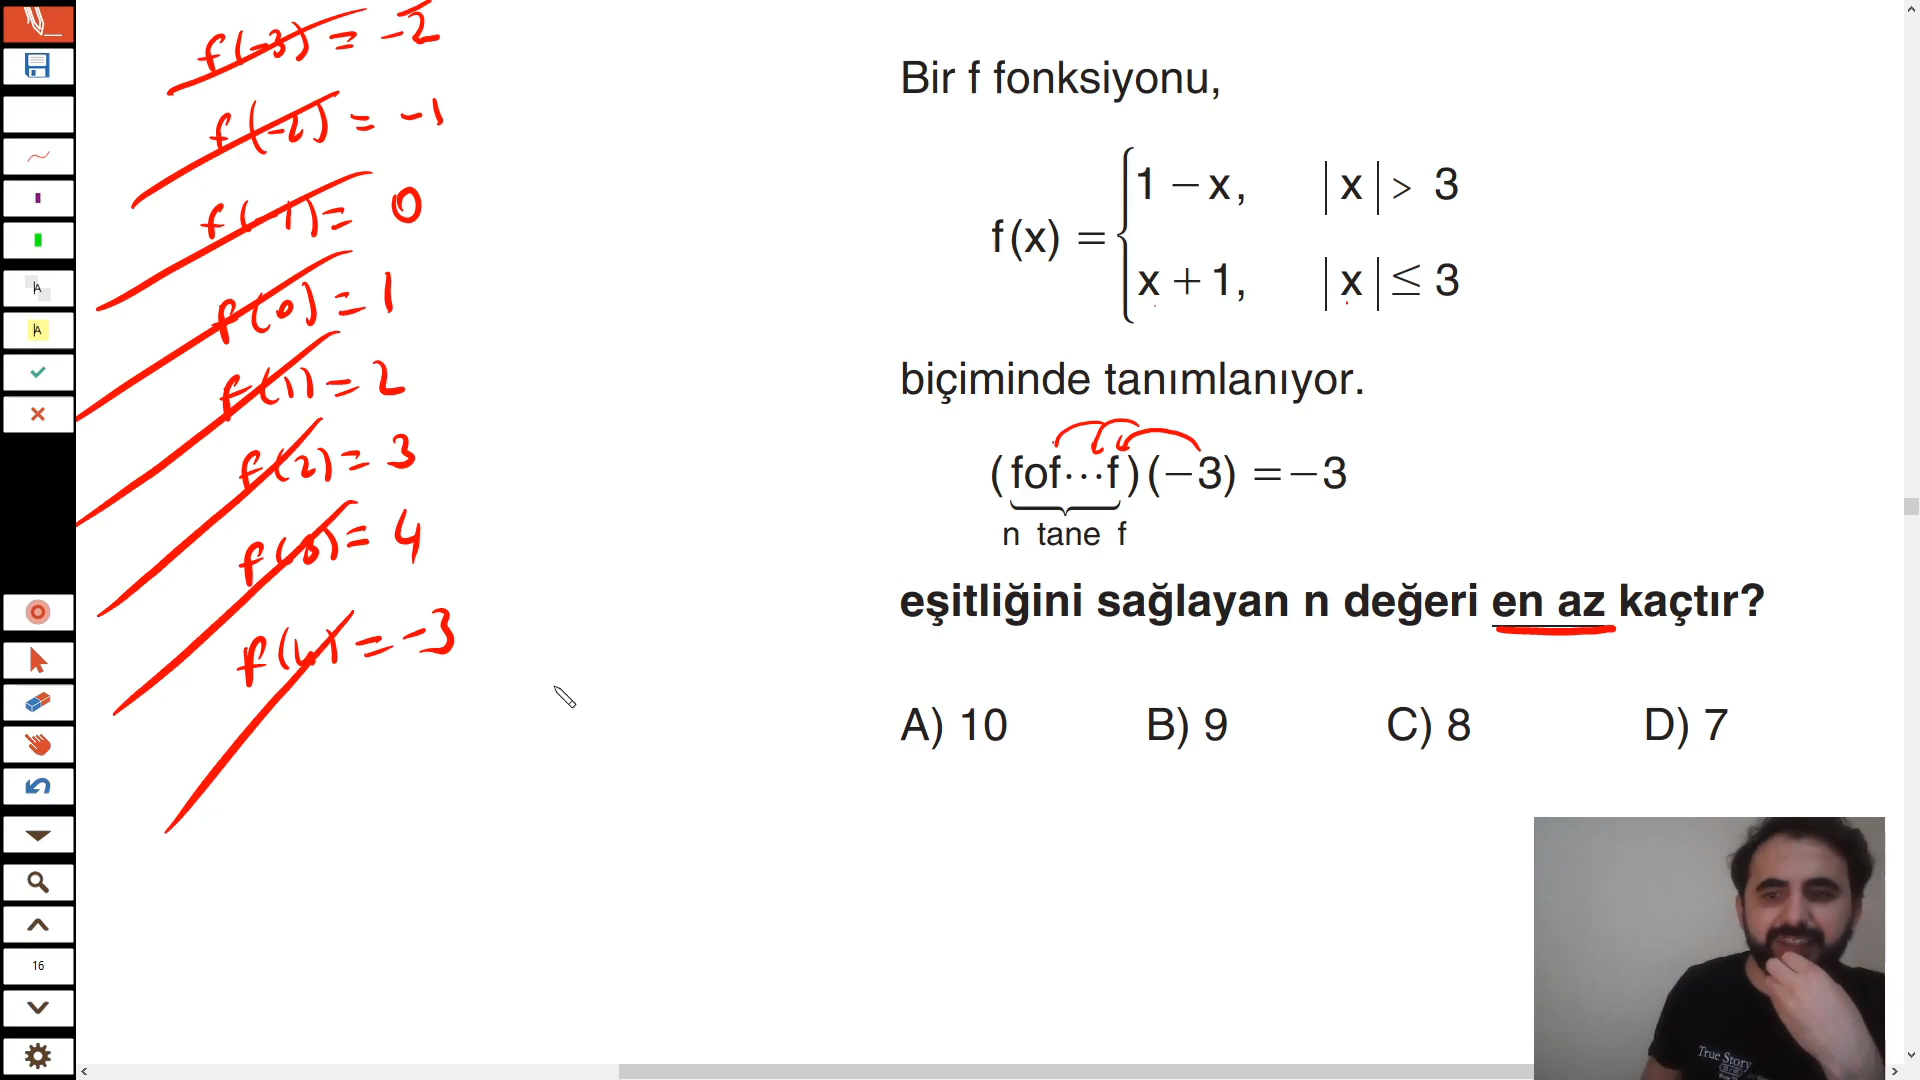 f(-3) = -2
f(-2) = -1
f(-1) = 0
f(0) = 1
f(1) = 2
f(2) = 3
f(3) = 4
f(4) = -3
Bir f fonksiyonu,
1 − x, |x| > 3
f(x) = {
x + 1, |x| ≤ 3
biçiminde tanımlanıyor.
(fof···f)(−3) = −3
n tane f
eşitliğini sağlayan n değeri en az kaçtır?
A) 10 B) 9 C) 8 D) 7
16
True Story